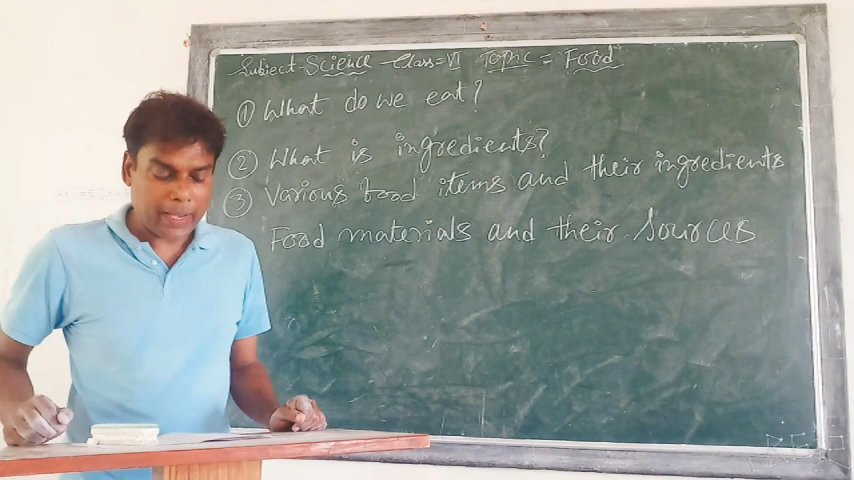 Subject-Science Class=VI Topic = Food
① What do we eat?
② What is ingredients?
③ Various food items and their ingredients
Food materials and their sources